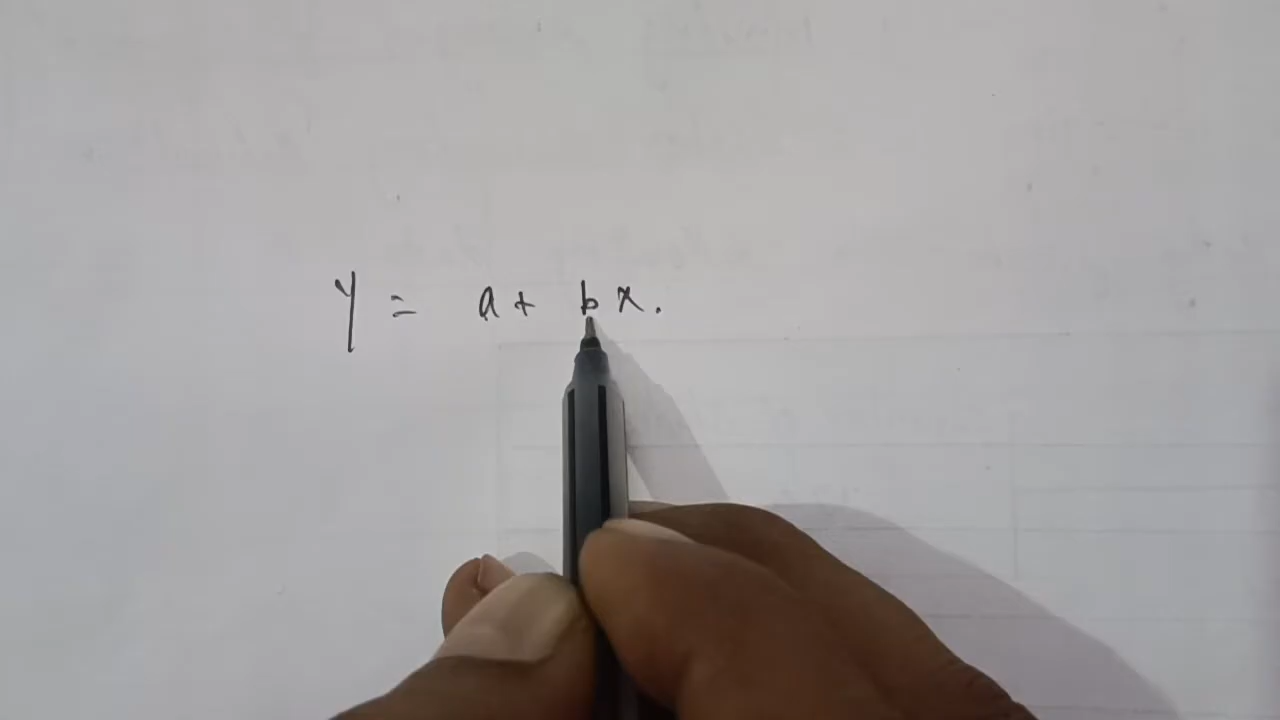 y = a + bx.